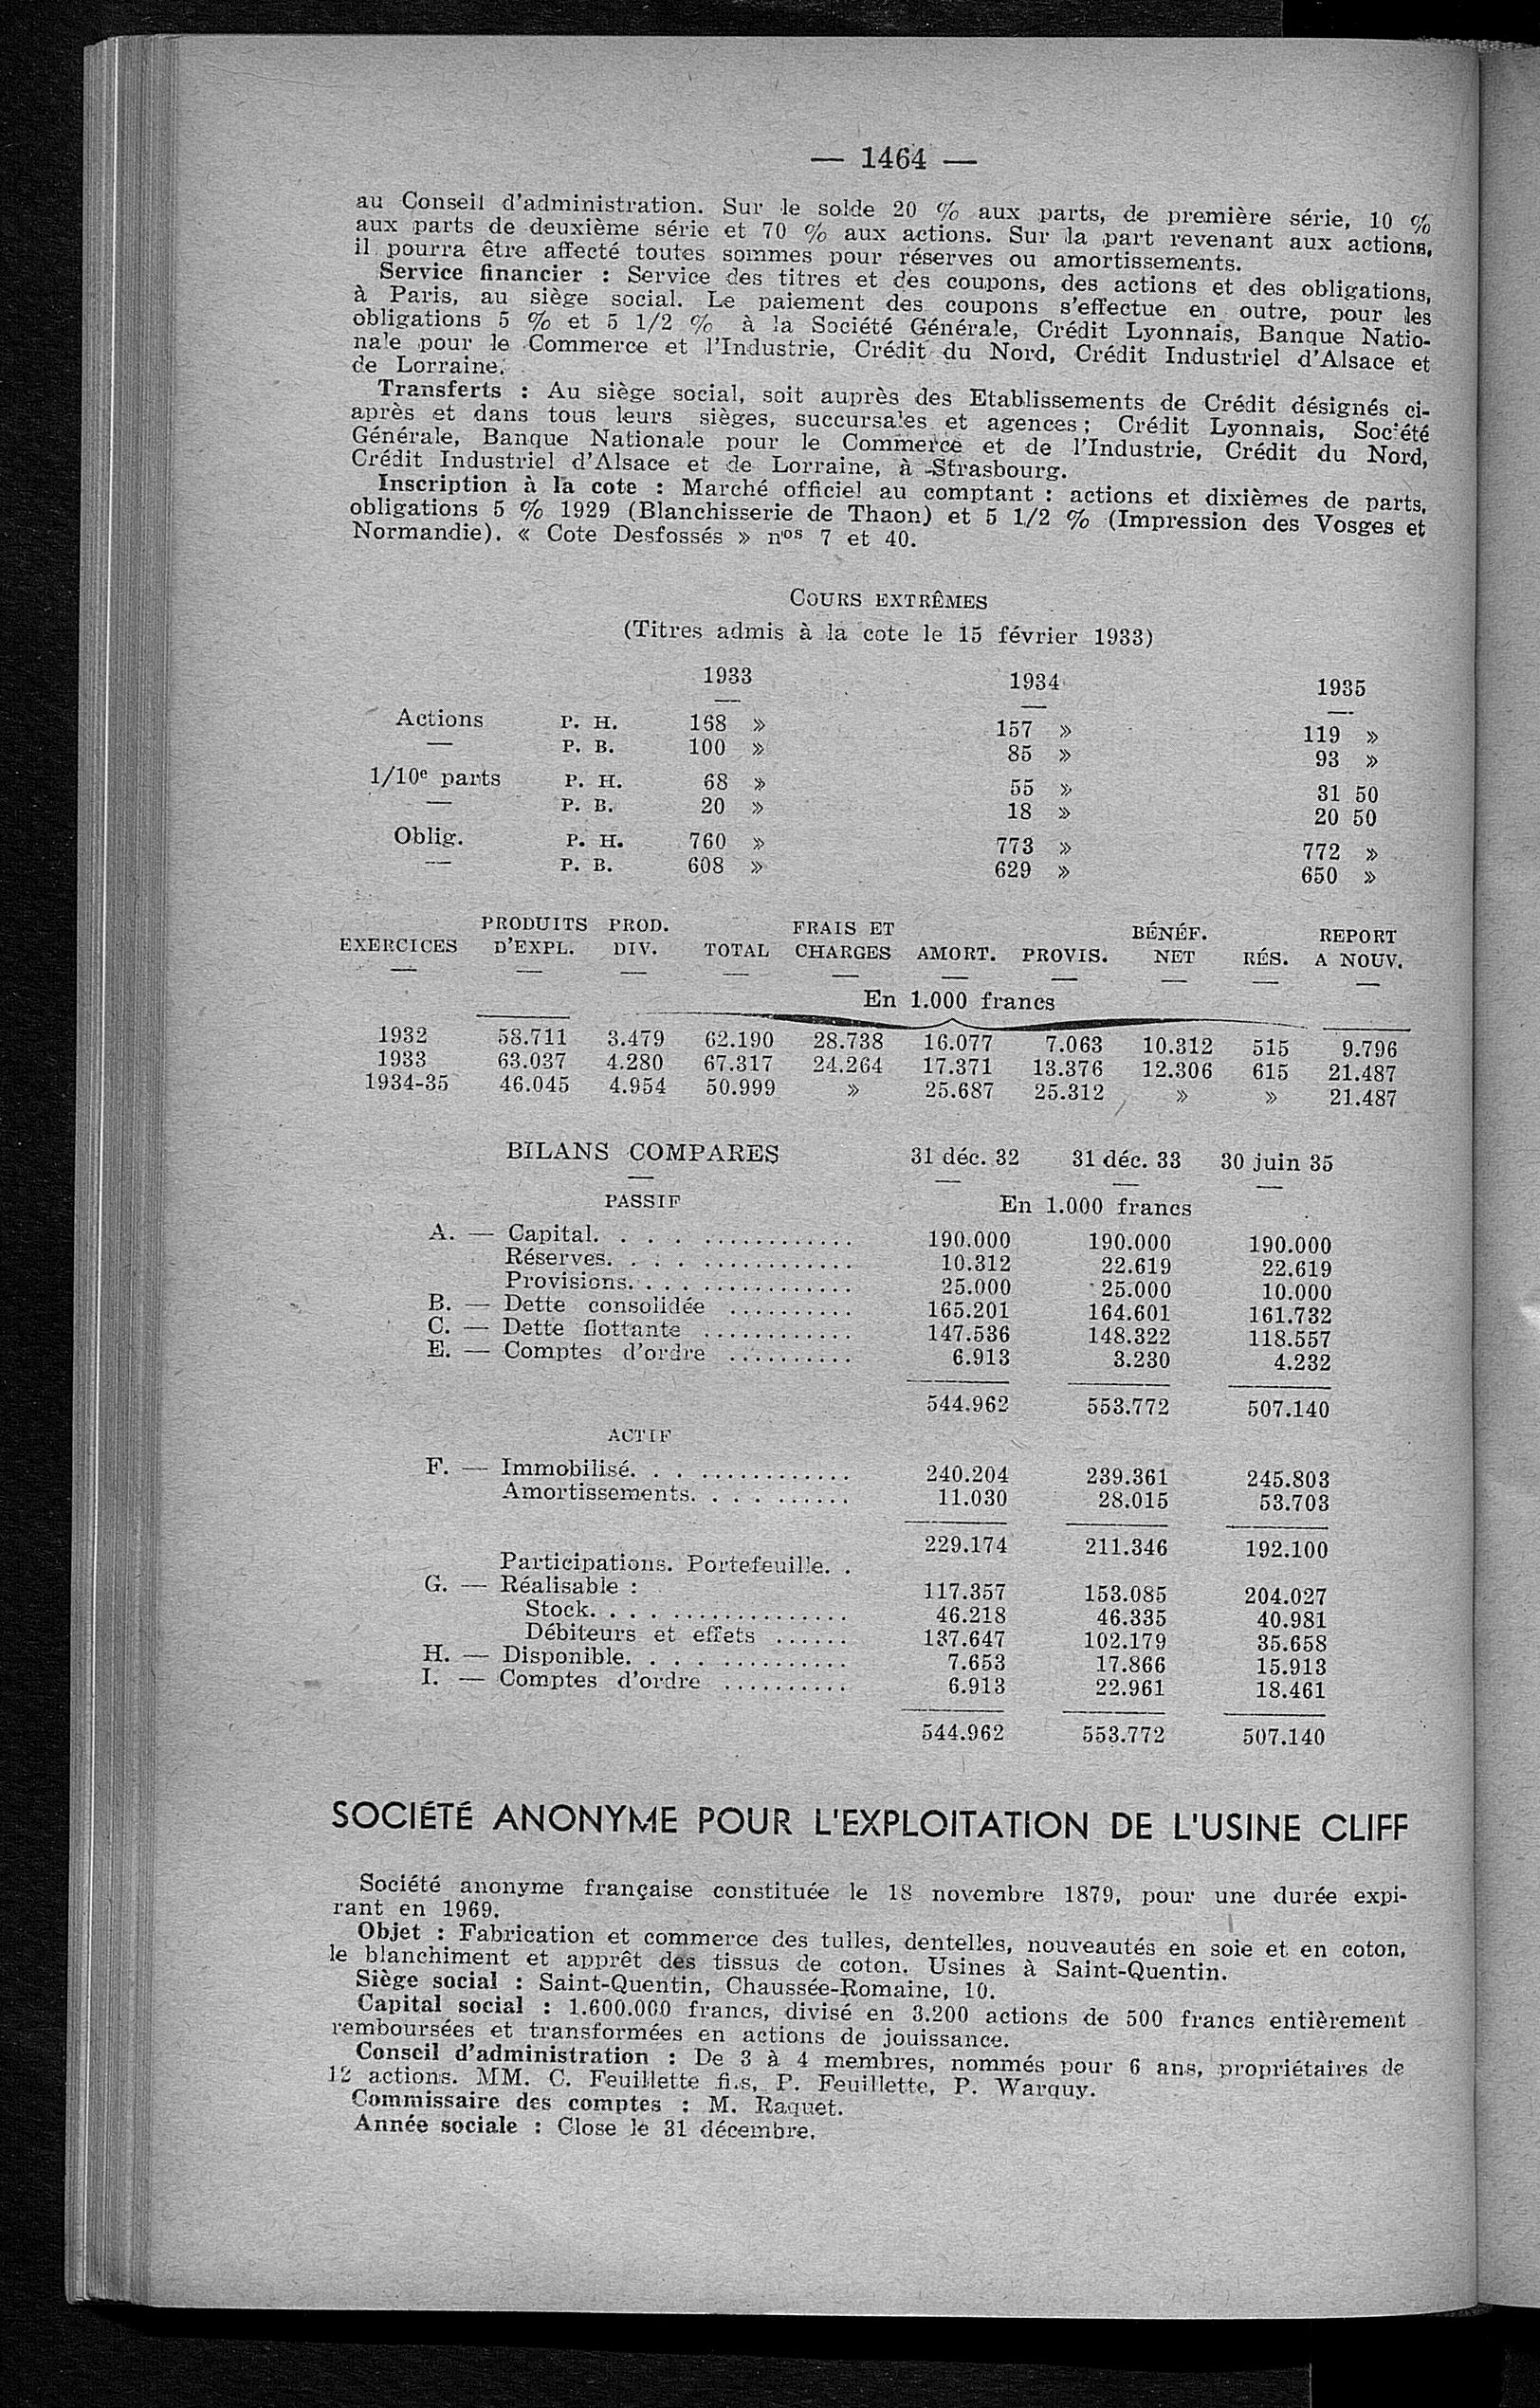 — 1464 —
au Conseil d'administration. Sur le solde 20 % aux parts, de première série, 10 %
aux parts de deuxième série et 70 % aux actions. Sur la part revenant aux actions,
il pourra être affecté toutes sommes pour réserves ou amortissements.
Service financier : Service des titres et des coupons, des actions et des obligations,
à Paris, au siège social. Le paiement des coupons s'effectue en outre, pour les
obligations 5 % et 5 1/2 % à la Société Générale, Crédit Lyonnais, Banque Natio-
nale pour le Commerce et l'Industrie, Crédit du Nord, Crédit Industriel d'Alsace et
de Lorraine.
Transferts : Au siège social, soit auprès des Etablissements de Crédit désignés ci-
après et dans tous leurs sièges, succursales et agences ; Crédit Lyonnais, Société
Générale, Banque Nationale pour le Commerce et de l'Industrie, Crédit du Nord,
Crédit Industriel d'Alsace et de Lorraine, à Strasbourg.
Inscription à la cote : Marché officiel au comptant : actions et dixièmes de parts,
obligations 5 % 1929 (Blanchisserie de Thaon) et 5 1/2 % (Impression des Vosges et
Normandie). « Cote Desfossés » nos 7 et 40.
COURS EXTRÊMES
(Titres admis à la cote le 15 février 1933)
1933 1934 1935
Actions P. H. 168 » 157 » 119 »
— P. B. 100 » 85 » 93 »
1/10e parts P. H. 68 » 55 » 31 50
— P. B. 20 » 18 » 20 50
Oblig. P. H. 760 » 773 » 772 »
— P. B. 608 » 629 » 650 »
EXERCICES PRODUITS D'EXPL. PROD. DIV. TOTAL FRAIS ET CHARGES AMORT. PROVIS. BÉNÉF. NET RÉS. REPORT A NOUV.
En 1.000 francs
1932 58.711 3.479 62.190 28.738 16.077 7.063 10.312 515 9.796
1933 63.037 4.280 67.317 24.264 17.371 13.376 12.306 615 21.487
1934-35 46.045 4.954 50.999 » 25.687 25.312 » » 21.487
BILANS COMPARES 31 déc. 32 31 déc. 33 30 juin 35
PASSIF En 1.000 francs
A. — Capital. . . . ............ 190.000 190.000 190.000
Réserves. . . . .............. 10.312 22.619 22.619
Provisions. . . . ............. 25.000 25.000 10.000
B. — Dette consolidée .......... 165.201 164.601 161.732
C. — Dette flottante ............ 147.536 148.322 118.557
E. — Comptes d'ordre .......... 6.913 3.230 4.232
544.962 553.772 507.140
ACTIF
F. — Immobilisé. . . ............ 240.204 239.361 245.803
Amortissements. . . . ...... 11.030 28.015 53.703
229.174 211.346 192.100
Participations. Portefeuille. . 117.357 153.085 204.027
G. — Réalisable :
Stock. . . . ................ 46.218 46.335 40.981
Débiteurs et effets ...... 137.647 102.179 35.658
H. — Disponible. . . . ............ 7.653 17.866 15.913
I. — Comptes d'ordre .......... 6.913 22.961 18.461
544.962 553.772 507.140
SOCIÉTÉ ANONYME POUR L'EXPLOITATION DE L'USINE CLIFF
Société anonyme française constituée le 18 novembre 1879, pour une durée expi-
rant en 1969.
Objet : Fabrication et commerce des tulles, dentelles, nouveautés en soie et en coton,
le blanchiment et apprêt des tissus de coton. Usines à Saint-Quentin.
Siège social : Saint-Quentin, Chaussée-Romaine, 10.
Capital social : 1.600.000 francs, divisé en 3.200 actions de 500 francs entièrement
remboursées et transformées en actions de jouissance.
Conseil d'administration : De 3 à 4 membres, nommés pour 6 ans, propriétaires de
12 actions. MM. C. Feuillette fils, P. Feuillette, P. Warquy.
Commissaire des comptes : M. Raquet.
Année sociale : Close le 31 décembre.